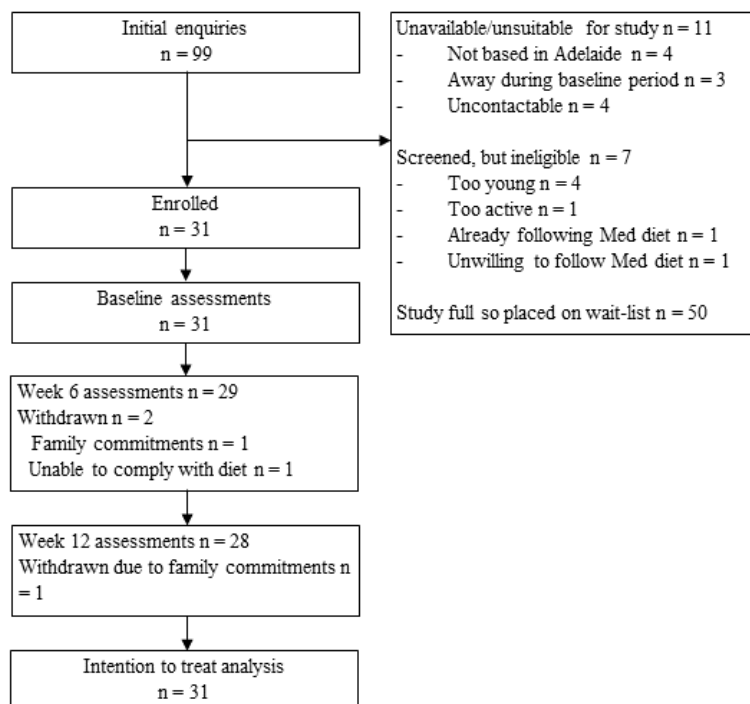 Initial enquiries
n = 99
Unavailable/unsuitable for study n = 11
- Not based in Adelaide n = 4
- Away during baseline period n = 3
- Uncontactable n = 4
Screened, but ineligible n = 7
- Too young n = 4
- Too active n = 1
- Already following Med diet n = 1
- Unwilling to follow Med diet n = 1
Study full so placed on wait-list n = 50
Enrolled
n = 31
Baseline assessments
n = 31
Week 6 assessments n = 29
Withdrawn n = 2
Family commitments n = 1
Unable to comply with diet n = 1
Week 12 assessments n = 28
Withdrawn due to family commitments n
= 1
Intention to treat analysis
n = 31